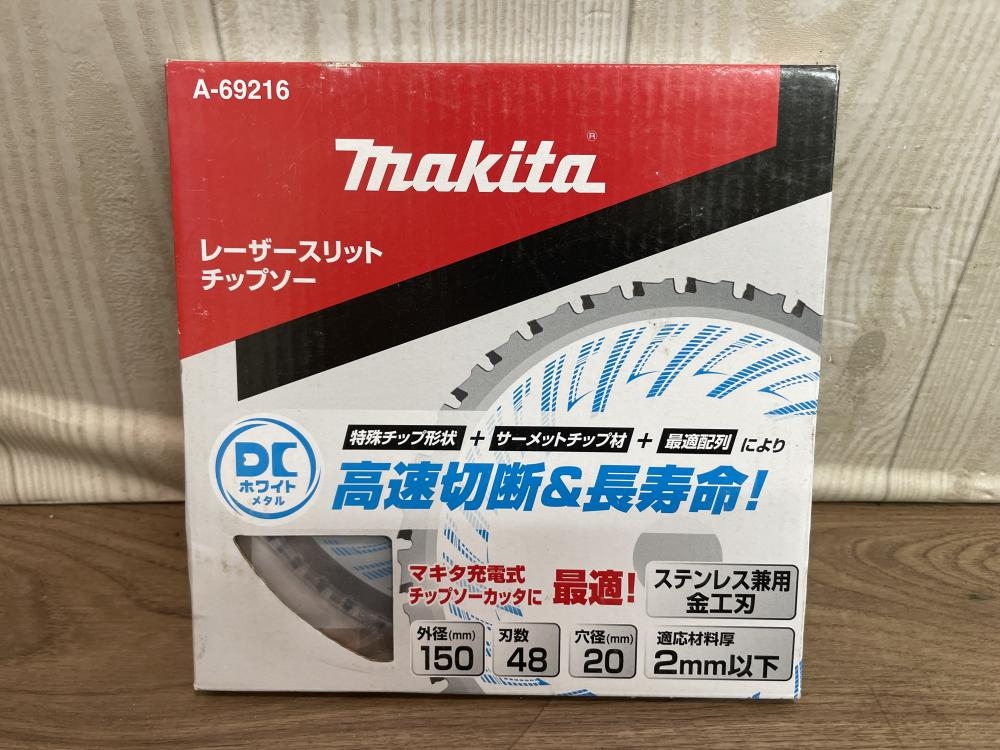 A-69216
makita®
レーザースリット
チップソー
特殊チップ形状 + サーメットチップ材 + 最適配列 により
DC
ホワイト
メタル
高速切断&長寿命!
マキタ充電式
チップソーカッタに 最適!
ステンレス兼用
金工刃
外径(mm)
150
刃数
48
穴径(mm)
20
適応材料厚
2mm以下